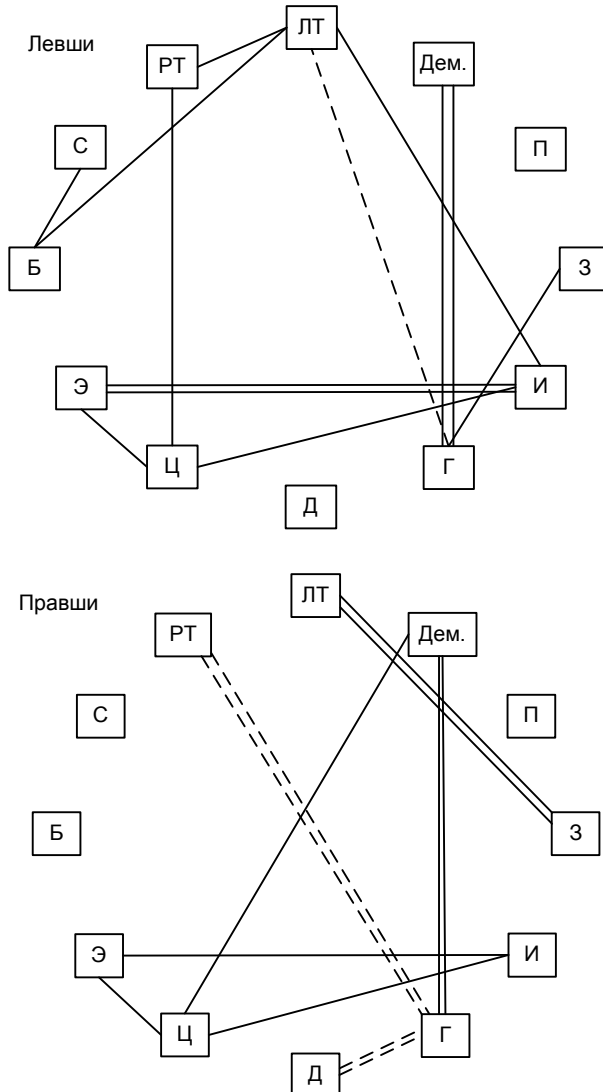 Левши
ЛТ
РТ
Дем.
С
П
Б
З
Э
И
Ц
Г
Д
Правши
ЛТ
РТ
Дем.
С
П
Б
З
Э
И
Ц
Г
Д